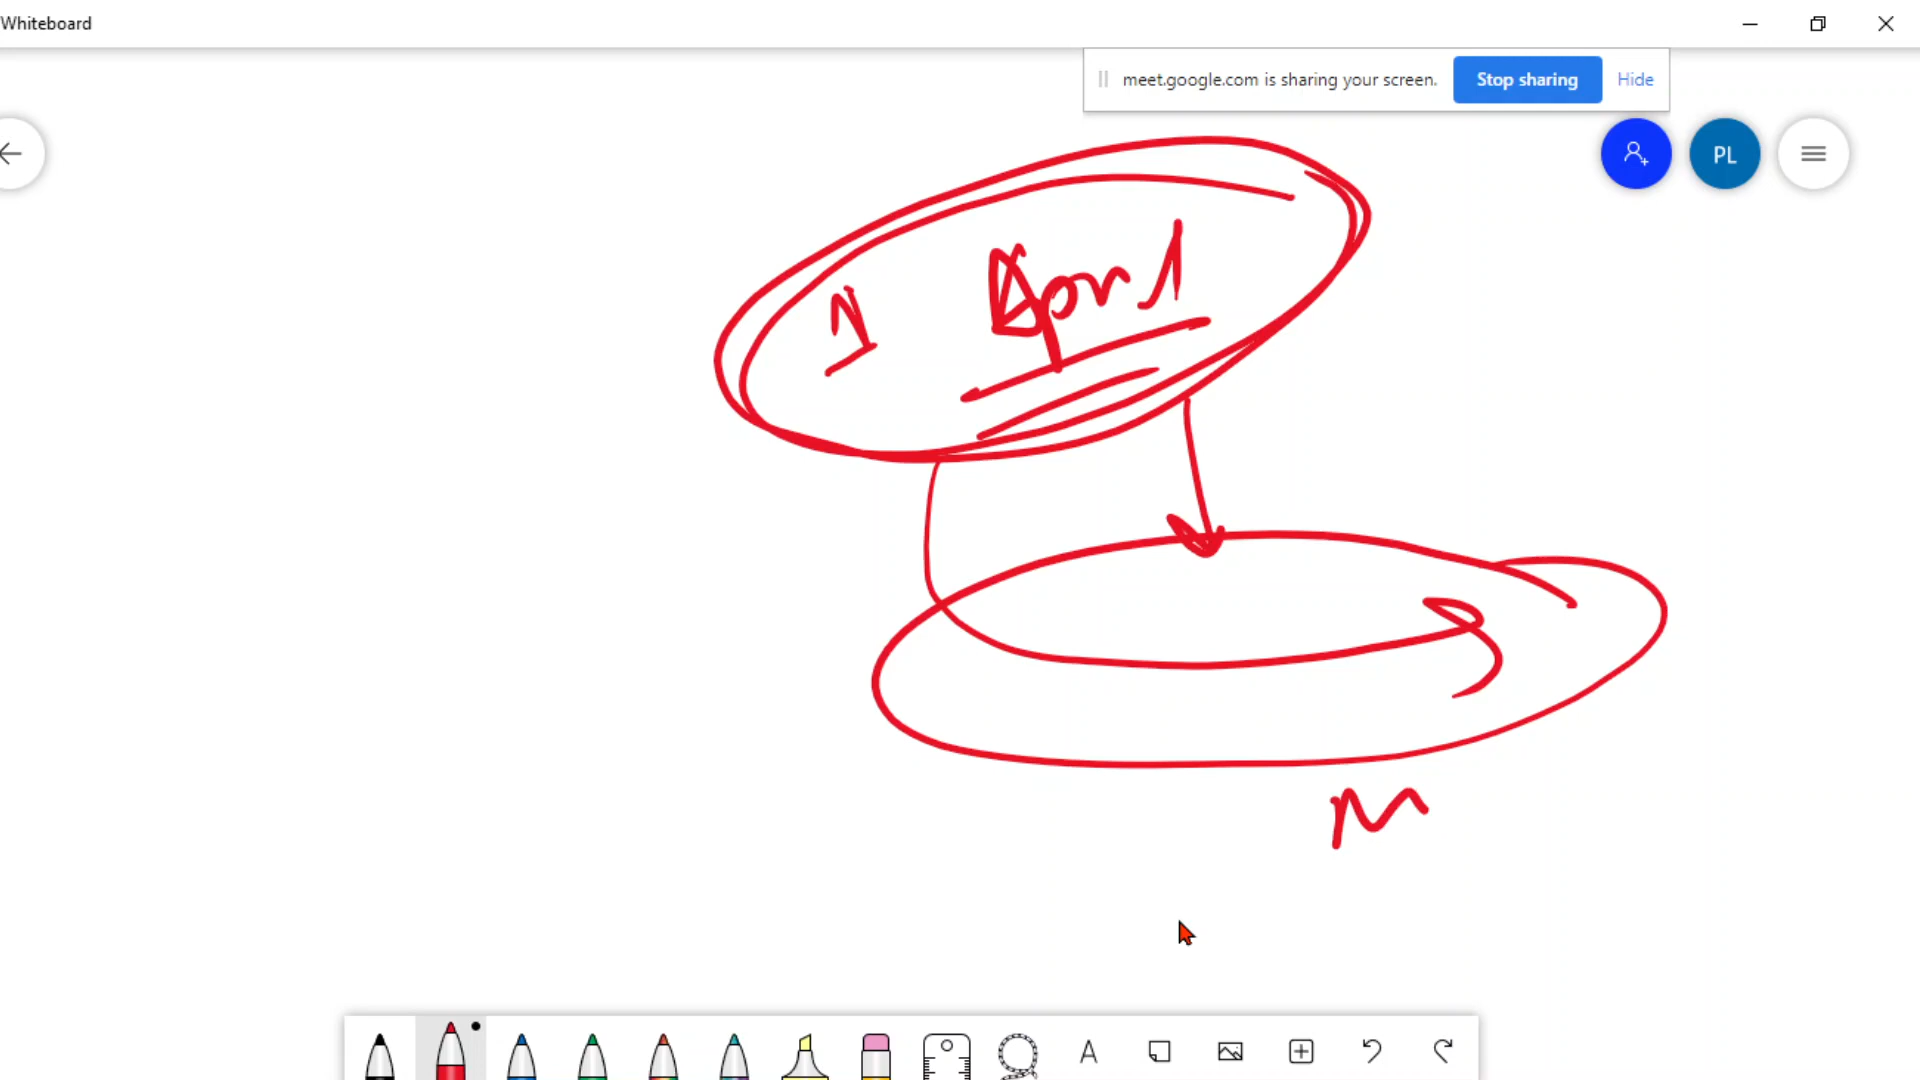 Whiteboard
meet.google.com is sharing your screen. Stop sharing Hide
PL
1 April
M
A